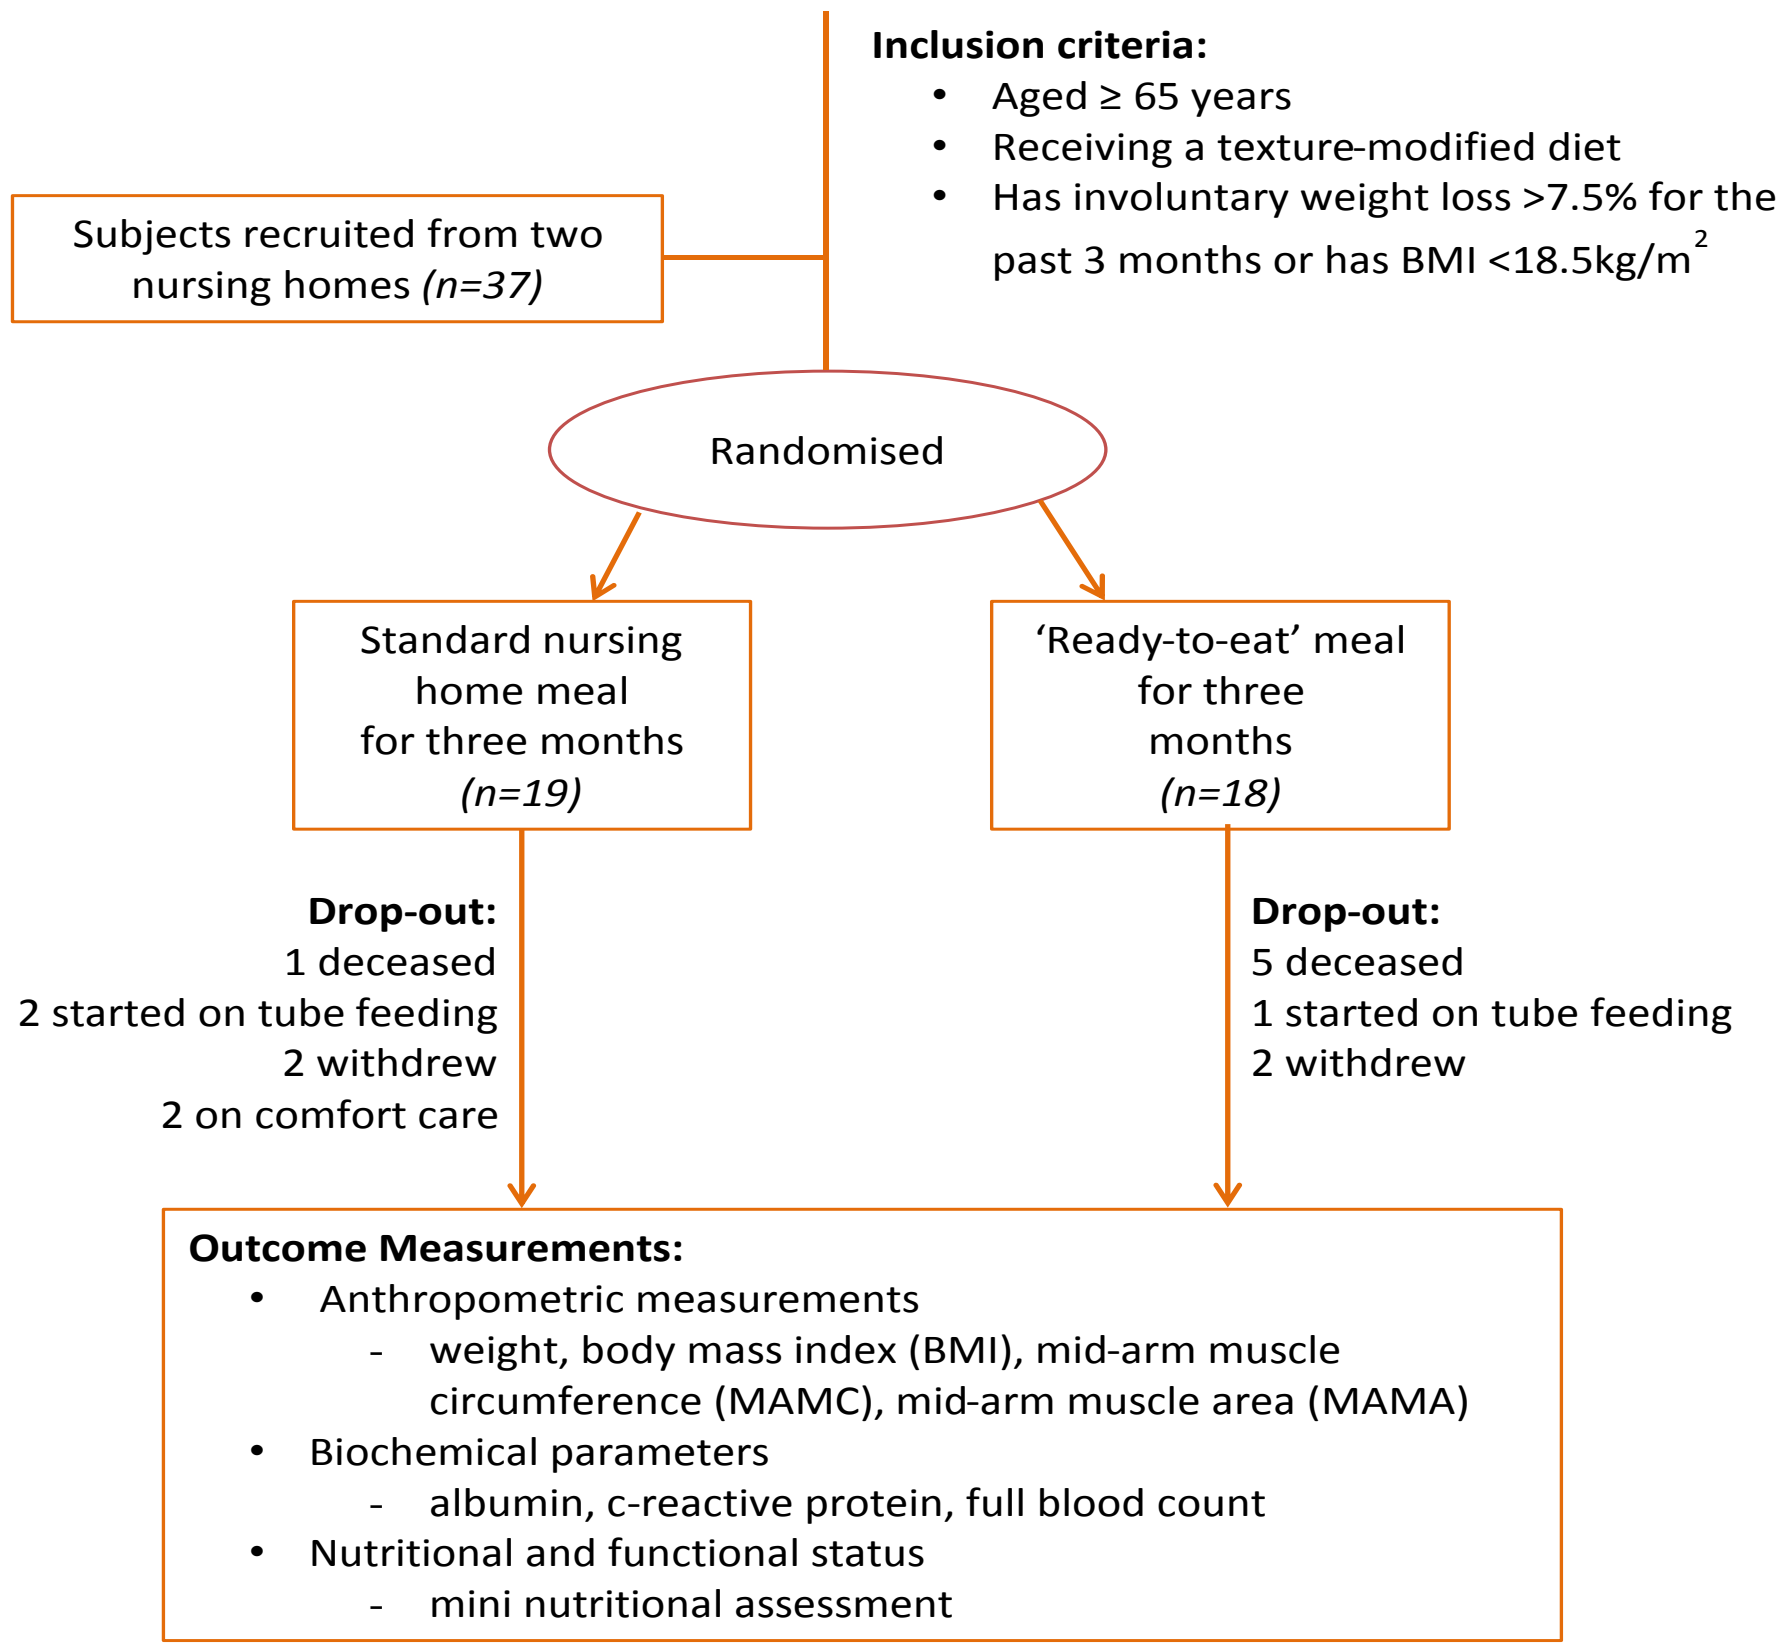 Inclusion criteria:
• Aged ≥ 65 years
• Receiving a texture-modified diet
• Has involuntary weight loss >7.5% for the
past 3 months or has BMI <18.5kg/m²
Subjects recruited from two
nursing homes (n=37)
Randomised
Standard nursing
home meal
for three months
(n=19)
‘Ready-to-eat’ meal
for three
months
(n=18)
Drop-out:
1 deceased
2 started on tube feeding
2 withdrew
2 on comfort care
Drop-out:
5 deceased
1 started on tube feeding
2 withdrew
Outcome Measurements:
• Anthropometric measurements
- weight, body mass index (BMI), mid-arm muscle
circumference (MAMC), mid-arm muscle area (MAMA)
• Biochemical parameters
- albumin, c-reactive protein, full blood count
• Nutritional and functional status
- mini nutritional assessment